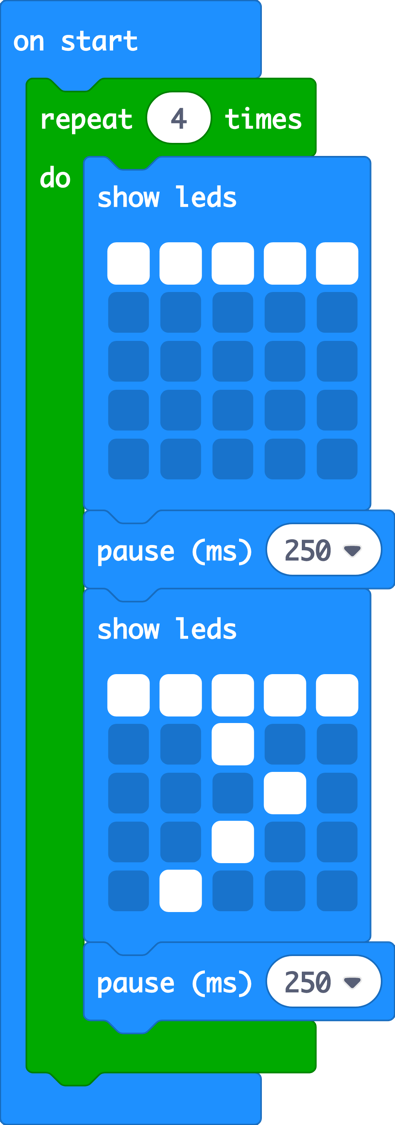 on start
repeat 4 times
do
show leds
pause (ms) 250
show leds
pause (ms) 250